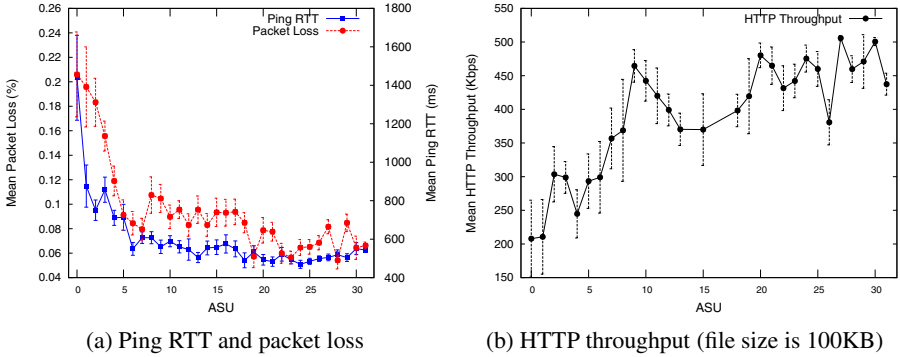 Ping RTT
Packet Loss
0.26
0.24
0.22
0.2
0.18
0.16
0.14
0.12
0.1
0.08
0.06
0.04
Mean Packet Loss (%)
1800
1600
1400
1200
1000
800
600
400
Mean Ping RTT (ms)
0 5 10 15 20 25 30
ASU
(a) Ping RTT and packet loss
HTTP Throughput
550
500
450
400
350
300
250
200
150
Mean HTTP Throughput (Kbps)
0 5 10 15 20 25 30
ASU
(b) HTTP throughput (file size is 100KB)